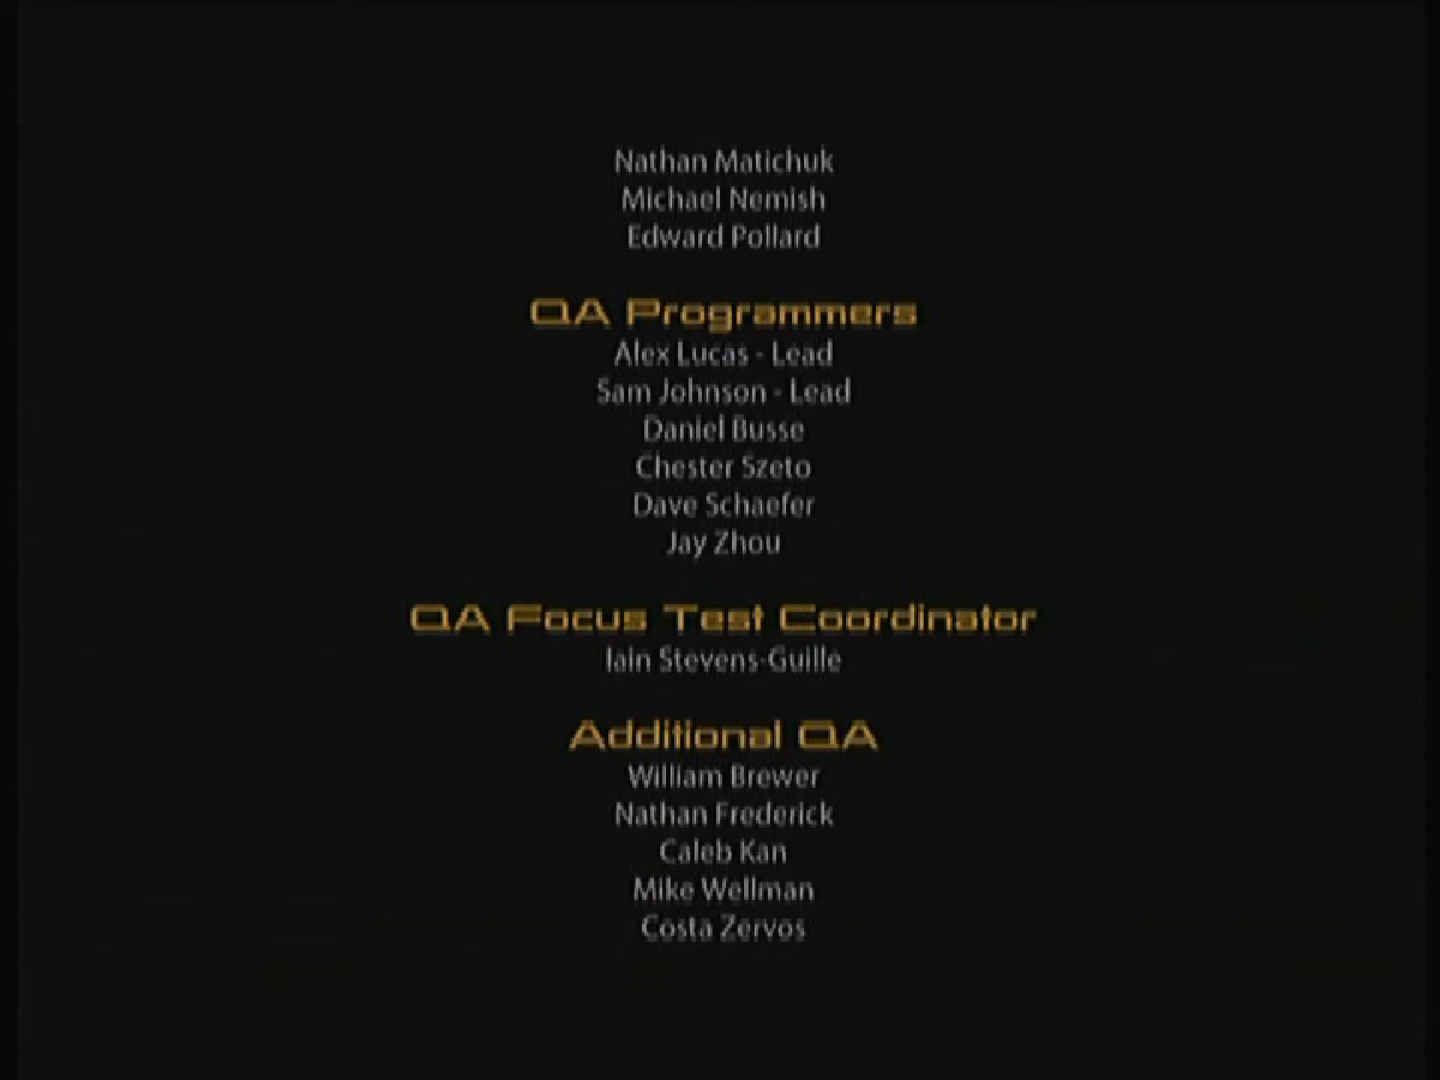 Nathan Matichuk
Michael Nemish
Edward Pollard
QA Programmers
Alex Lucas - Lead
Sam Johnson - Lead
Daniel Busse
Chester Szeto
Dave Schaefer
Jay Zhou
QA Focus Test Coordinator
Iain Stevens-Guille
Additional QA
William Brewer
Nathan Frederick
Caleb Kan
Mike Wellman
Costa Zervos